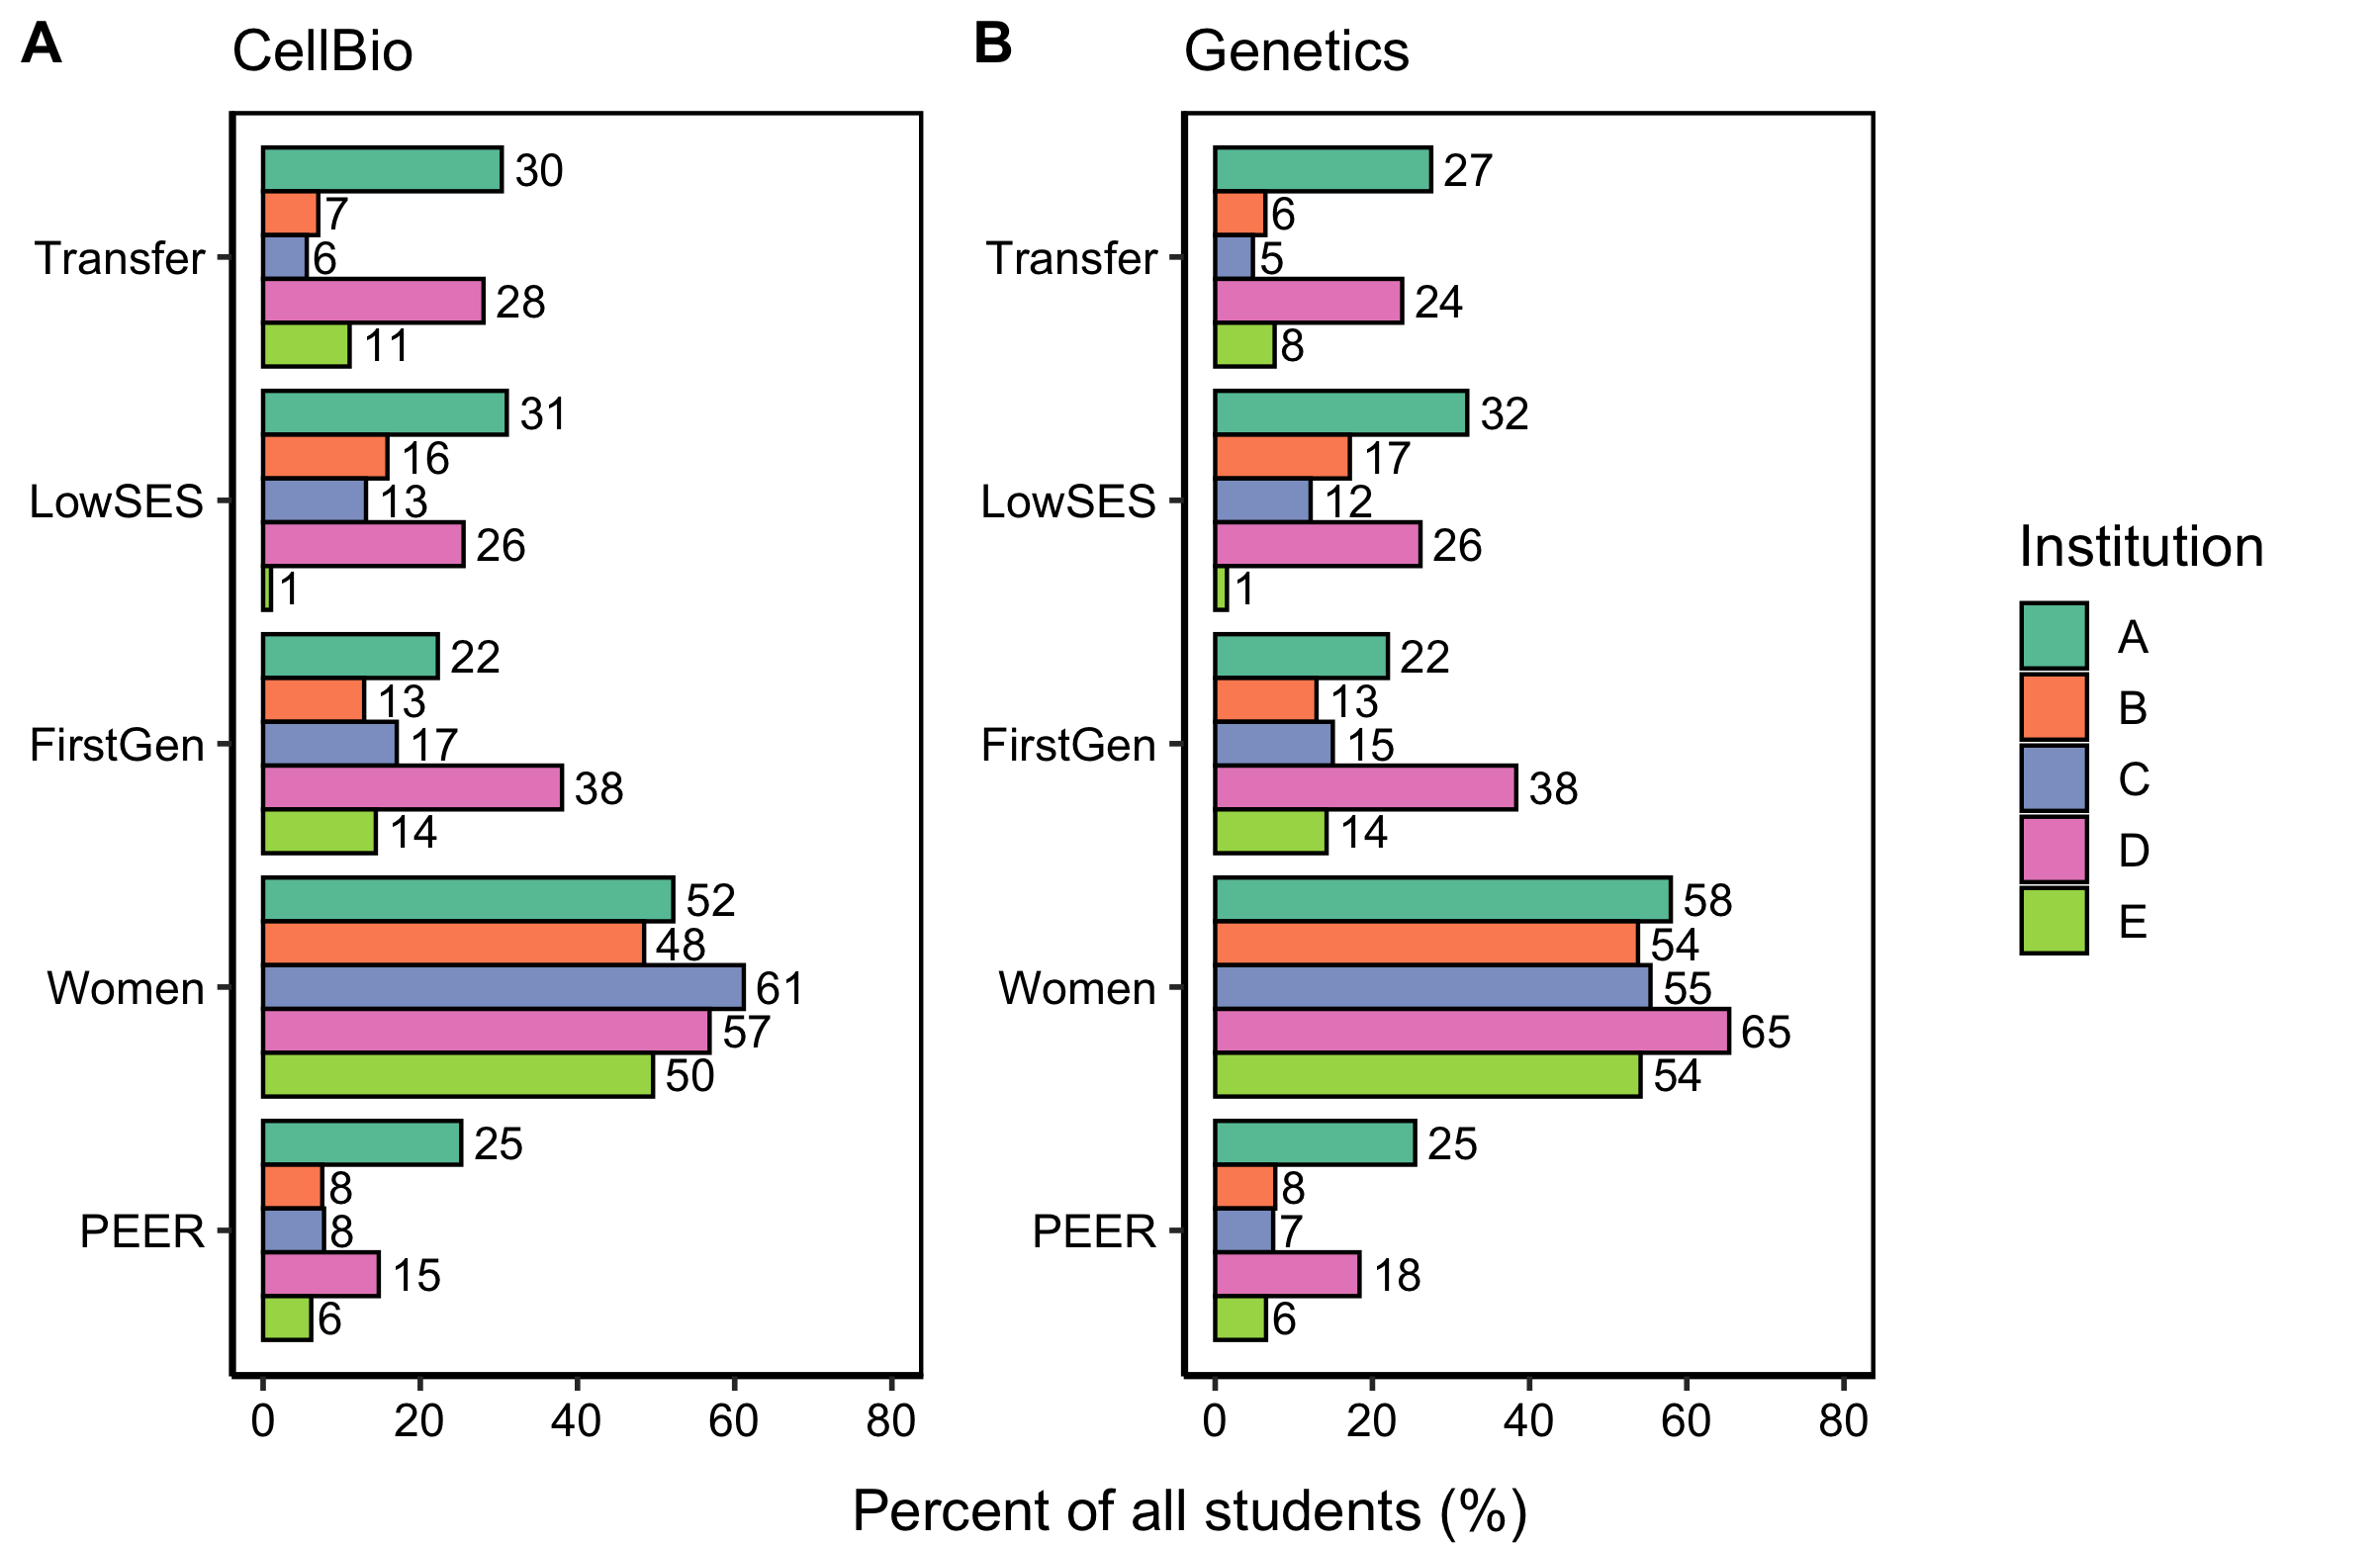 A CellBio
Transfer
30
7
6
28
11
LowSES
31
16
13
26
1
FirstGen
22
13
17
38
14
Women
52
48
61
57
50
PEER
25
8
8
15
6
0 20 40 60 80
B Genetics
Transfer
27
6
5
24
8
LowSES
32
17
12
26
1
FirstGen
22
13
15
38
14
Women
58
54
55
65
54
PEER
25
8
7
18
6
0 20 40 60 80
Percent of all students (%)
Institution
A
B
C
D
E